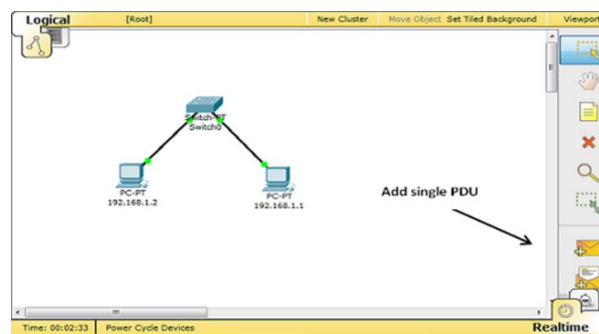 Logical [Root] New Cluster Move Object Set Tiled Background Viewport
Switch-PT
Switch0
PC-PT
192.168.1.2
PC-PT
192.168.1.1
Add single PDU
Time: 00:02:33 Power Cycle Devices Realtime